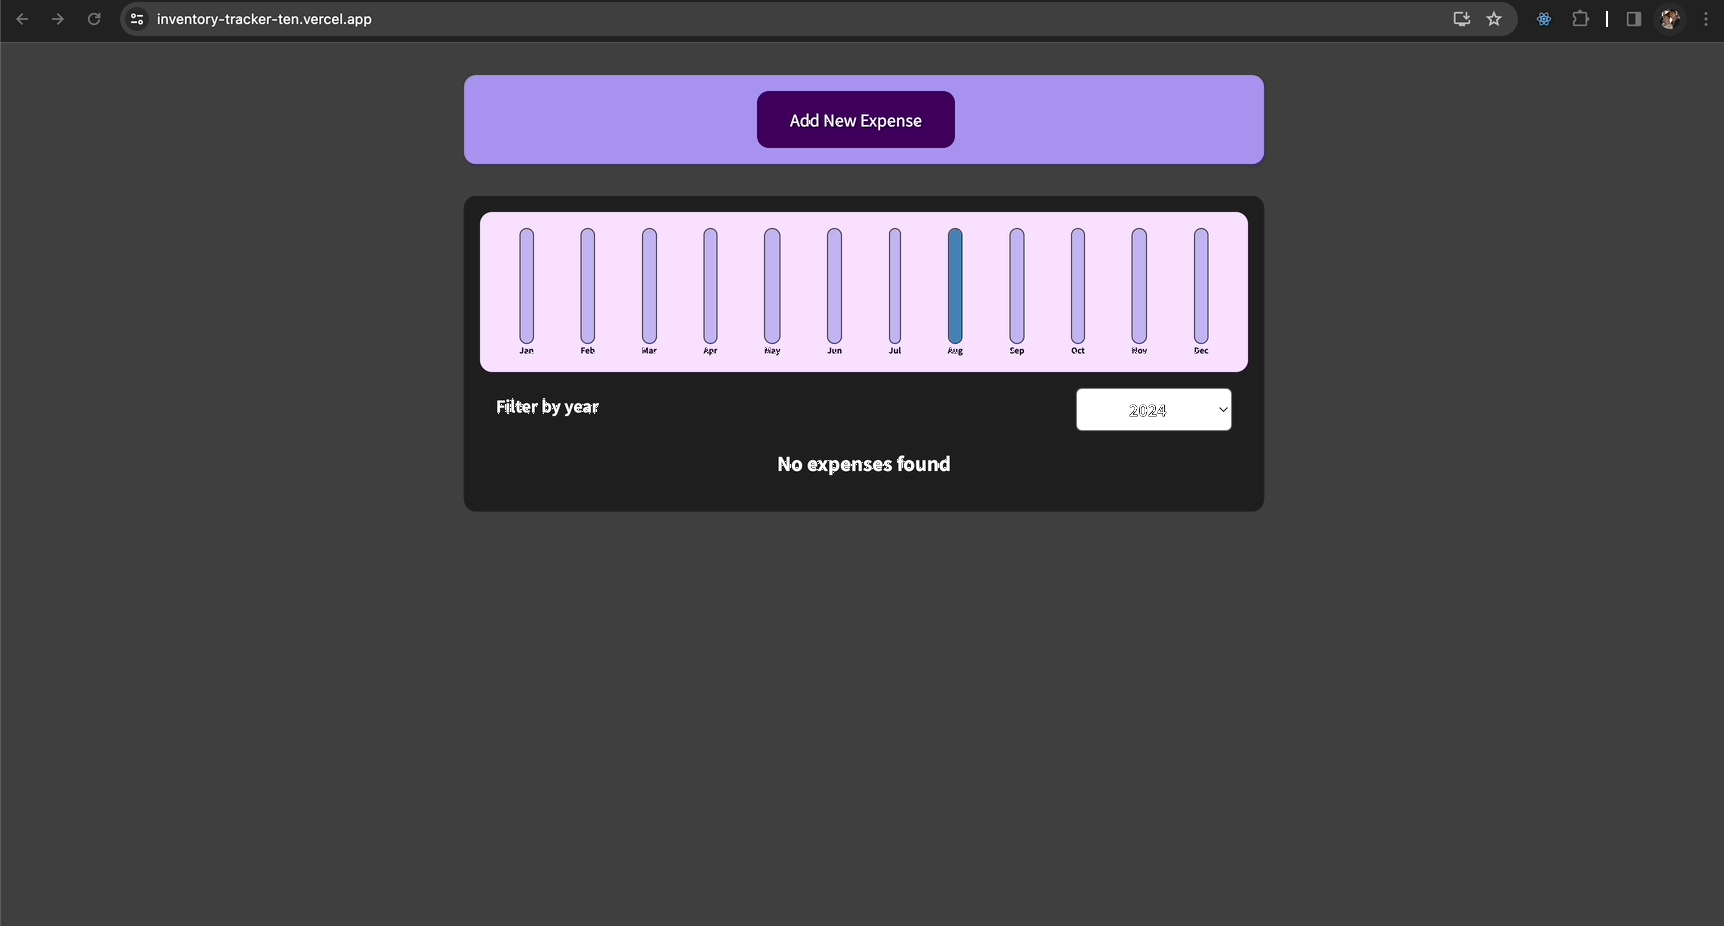 inventory-tracker-ten.vercel.app
Add New Expense
Jan Feb Mar Apr May Jun Jul Aug Sep Oct Nov Dec
Filter by year
2024
No expenses found